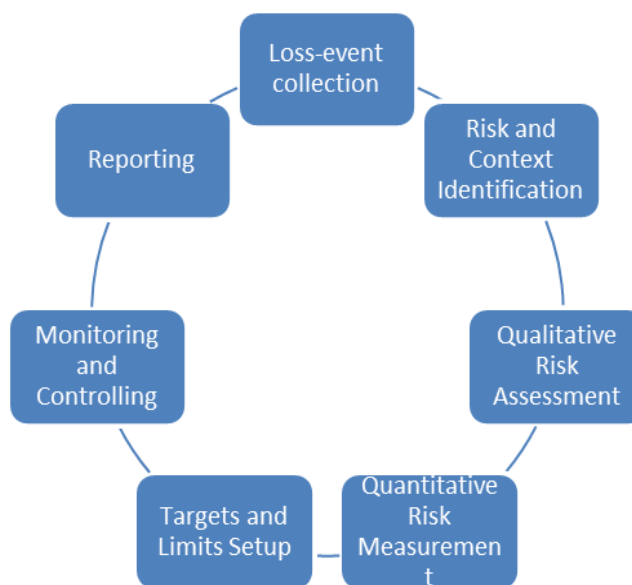 Loss-event
collection
Risk and
Context
Identification
Qualitative
Risk
Assessment
Quantitative
Risk
Measuremen
t
Targets and
Limits Setup
Monitoring
and
Controlling
Reporting